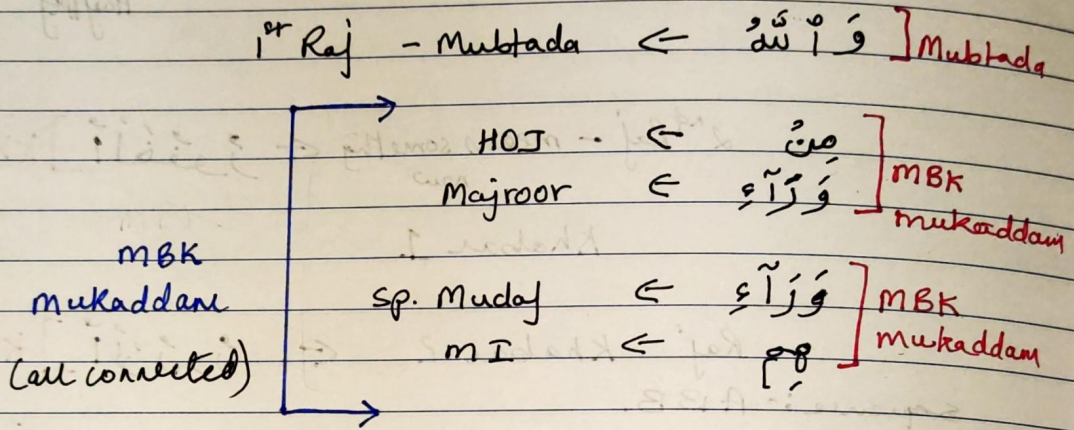 1st Raj - Mubtada ← وَ ٱللَّهُ ] Mubtada
HOJ ← مِنْ
Majroor ← وَرَآءِ ] MBK mukaddam
MBK mukaddam (all connected)
sp. Mudaf ← وَرَآءِ
mI ← هِم ] MBK mukaddam